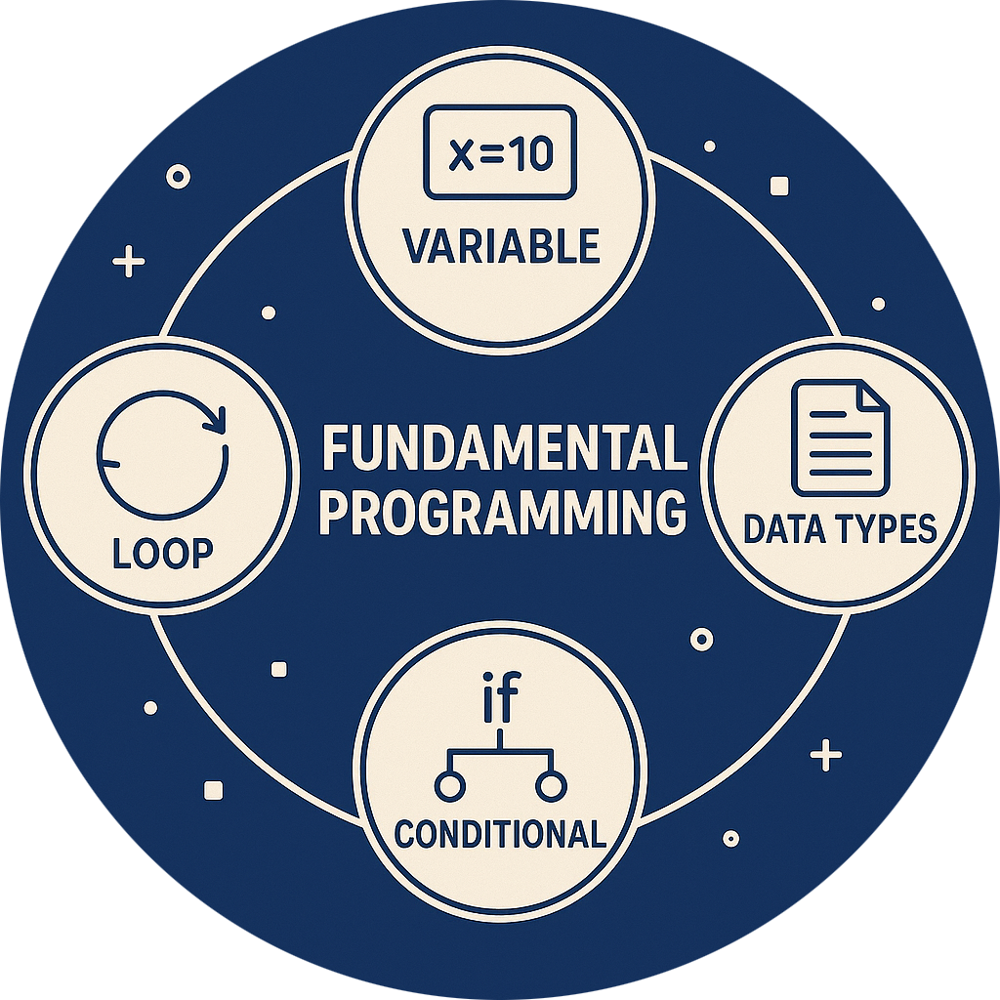 x=10
VARIABLE
LOOP
FUNDAMENTAL
PROGRAMMING
DATA TYPES
if
CONDITIONAL